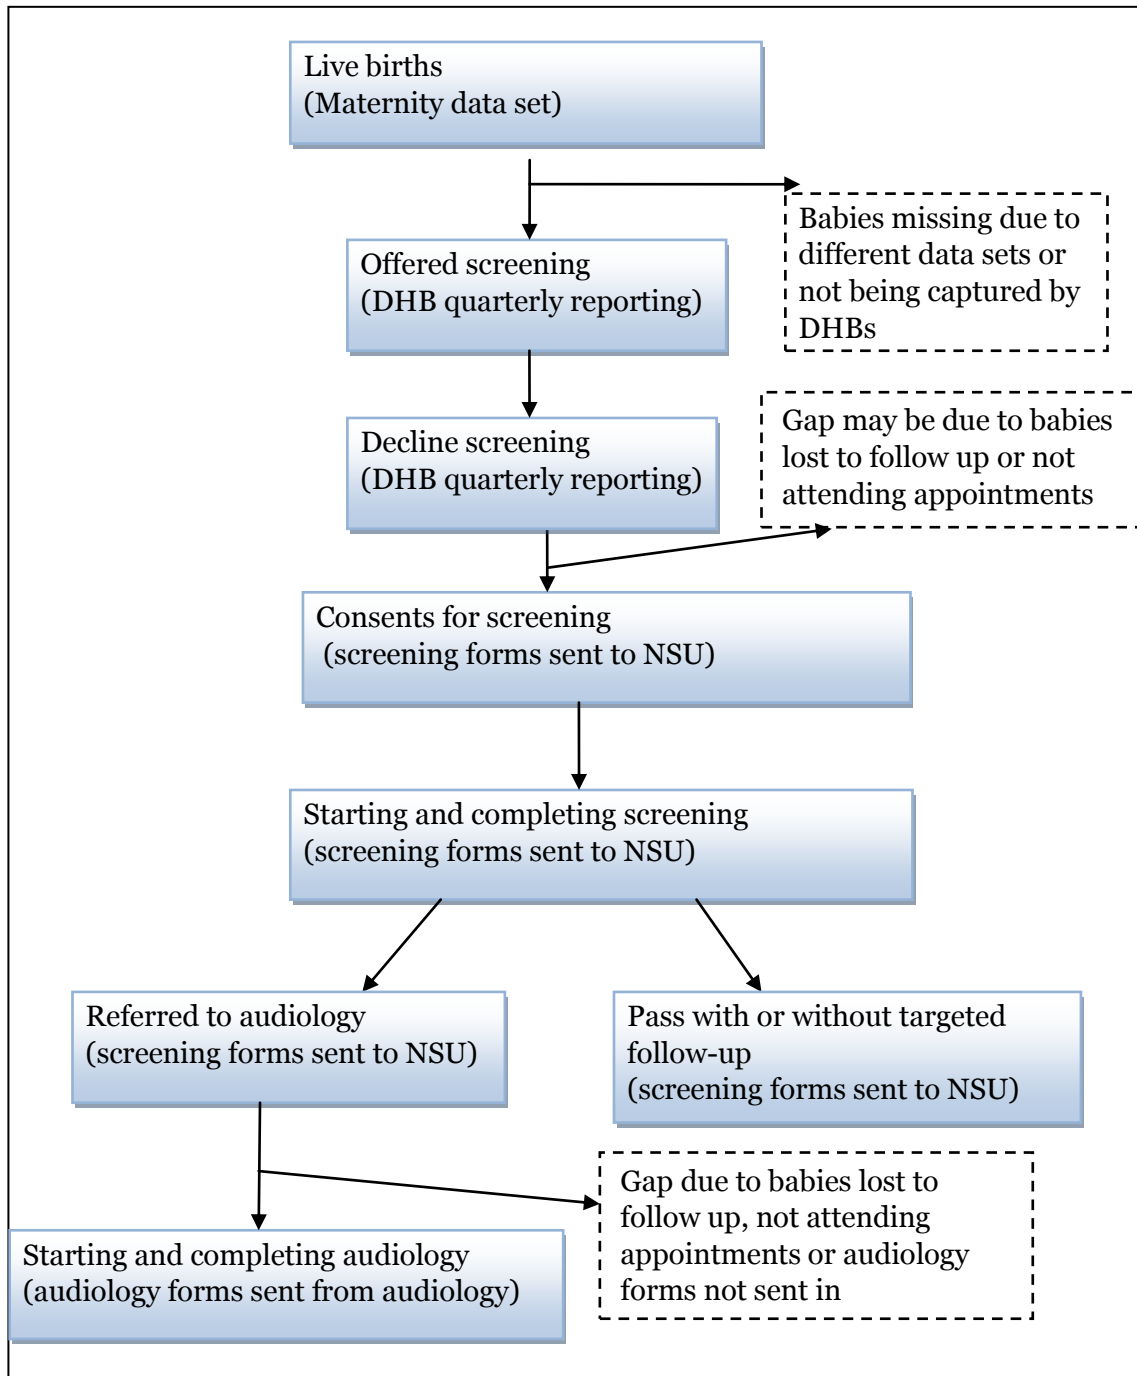 Live births
(Maternity data set)
Babies missing due to
different data sets or
not being captured by
DHBs
Offered screening
(DHB quarterly reporting)
Decline screening
(DHB quarterly reporting)
Gap may be due to babies
lost to follow up or not
attending appointments
Consents for screening
(screening forms sent to NSU)
Starting and completing screening
(screening forms sent to NSU)
Referred to audiology
(screening forms sent to NSU)
Pass with or without targeted
follow-up
(screening forms sent to NSU)
Gap due to babies lost to
follow up, not attending
appointments or audiology
forms not sent in
Starting and completing audiology
(audiology forms sent from audiology)